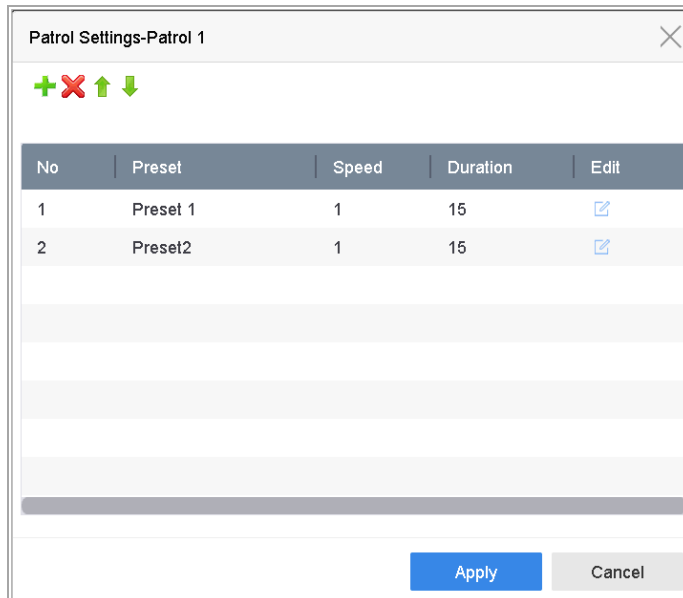 Patrol Settings-Patrol 1
No Preset Speed Duration Edit
1 Preset 1 1 15
2 Preset2 1 15
Apply Cancel